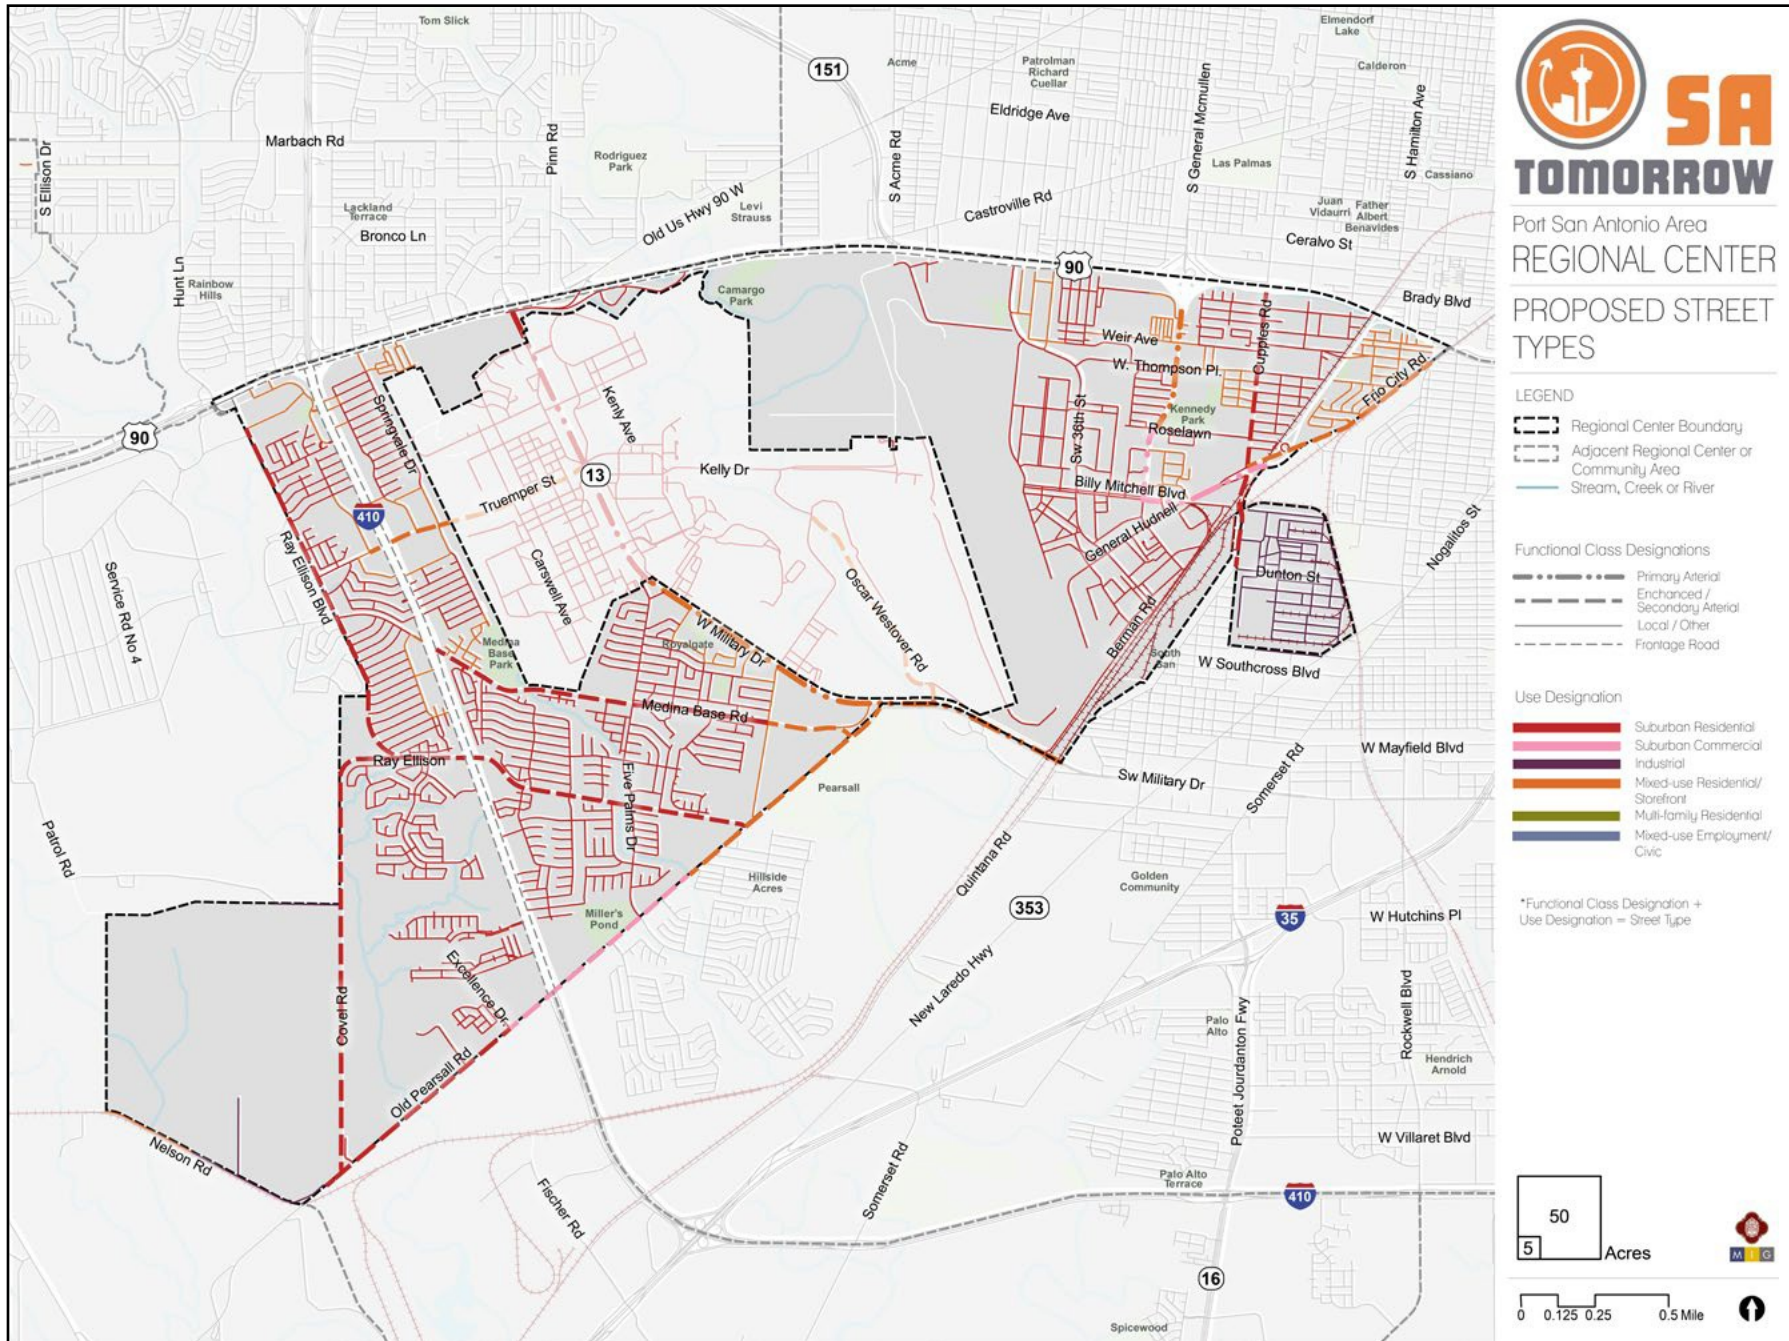 Tom Slick
151
Acme
Patrolman
Richard
Cuellar
Elmendorf
Lake
Calderon
Eldridge Ave
S General Mcmullen
S Hamilton Ave
Marbach Rd
Pinn Rd
Rodriguez
Park
S Acme Rd
Las Palmas
Cassiano
S Ellison Dr
Lackland
Terrace
Bronco Ln
Old Us Hwy 90 W
Levi
Strauss
Castroville Rd
Juan
Vidaurri
Father
Albert
Benavides
Ceralvo St
Hunt Ln
Rainbow
Hills
Camargo
Park
90
Brady Blvd
Weir Ave
W. Thompson Pl.
Cupples Rd
Frio City Rd.
Kennedy
Park
Roselawn
Sw 36th St
Billy Mitchell Blvd
General Hudnell
90
Springvale Dr
Kenly Ave
13
Kelly Dr
Truemper St
410
Ray Ellison Blvd
Carswell Ave
Oscar Westover Rd
Dunton St
Nogalitos St
Service Rd No 4
Medina
Base
Park
Royalgate
W Military Dr
Berman Rd
South
San
W Southcross Blvd
Medina Base Rd
Ray Ellison
Five Palms Dr
Pearsall
Sw Military Dr
Somerset Rd
W Mayfield Blvd
Patrol Rd
Hillside
Acres
Quintana Rd
353
Golden
Community
35
W Hutchins Pl
Miller's
Pond
Excellence Dr.
New Laredo Hwy
Covel Rd
Old Pearsall Rd
Palo
Alto
Poteet Jourdanton Fwy
Rockwell Blvd
Hendrich
Arnold
Nelson Rd
Fischer Rd
Somerset Rd
W Villaret Blvd
Palo Alto
Terrace
410
16
Spicewood
SA
TOMORROW
Port San Antonio Area
REGIONAL CENTER
PROPOSED STREET
TYPES
LEGEND
Regional Center Boundary
Adjacent Regional Center or
Community Area
Stream, Creek or River
Functional Class Designations
Primary Arterial
Enchanced /
Secondary Arterial
Local / Other
Frontage Road
Use Designation
Suburban Residential
Suburban Commercial
Industrial
Mixed-use Residential/
Storefront
Multi-family Residential
Mixed-use Employment/
Civic
*Functional Class Designation +
Use Designation = Street Type
50
5
Acres
M I G
0 0.125 0.25 0.5 Mile